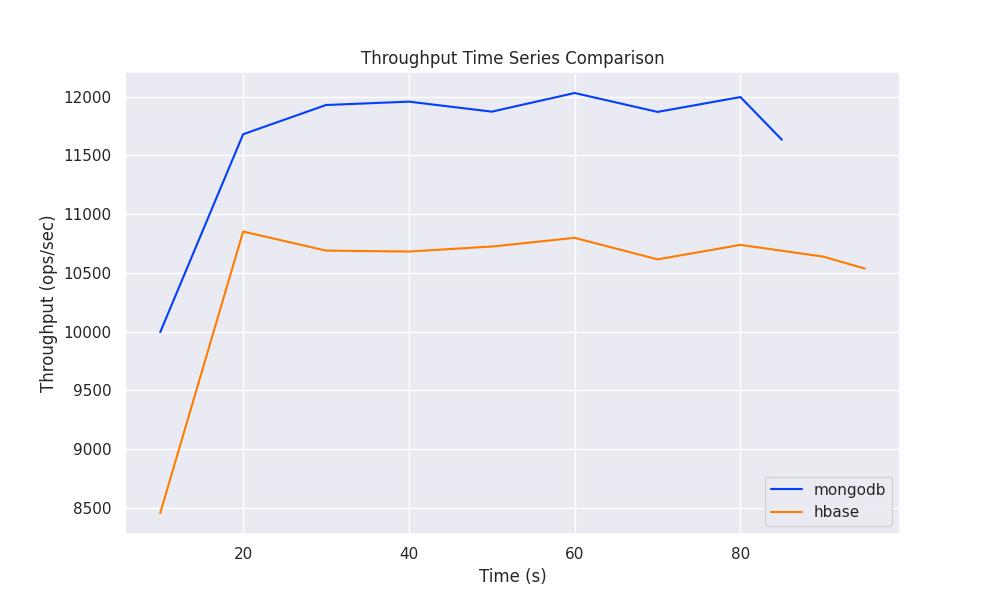 Throughput Time Series Comparison
12000
11500
11000
10500
10000
9500
9000
8500
Throughput (ops/sec)
20
40
60
80
Time (s)
mongodb
hbase